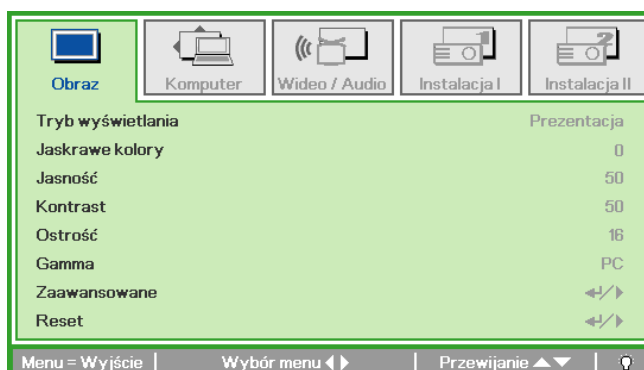 Obraz Komputer Wideo / Audio Instalacja I Instalacja II
Tryb wyświetlania Prezentacja
Jaskrawe kolory 0
Jasność 50
Kontrast 50
Ostrość 16
Gamma PC
Zaawansowane
Reset
Menu = Wyjście Wybór menu Przewijanie